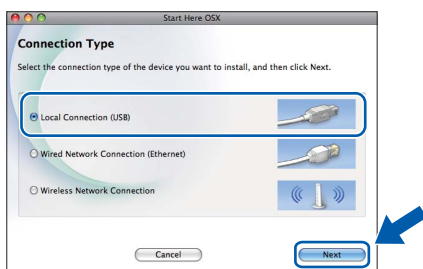 Start Here OSX
Connection Type
Select the connection type of the device you want to install, and then click Next.
Local Connection (USB)
Wired Network Connection (Ethernet)
Wireless Network Connection
Cancel
Next